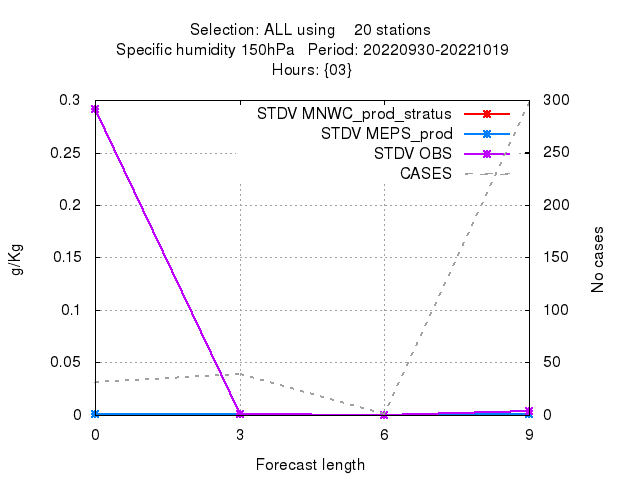 Selection: ALL using 20 stations
Specific humidity 150hPa Period: 20220930-20221019
Hours: {03}
0.3 300
STDV MNWC_prod_stratus
STDV MEPS_prod
0.25 STDV OBS 250
CASES
0.2 200
0.15 150
g/Kg
No cases
0.1 100
0.05 50
0 0
0 3 6 9
Forecast length